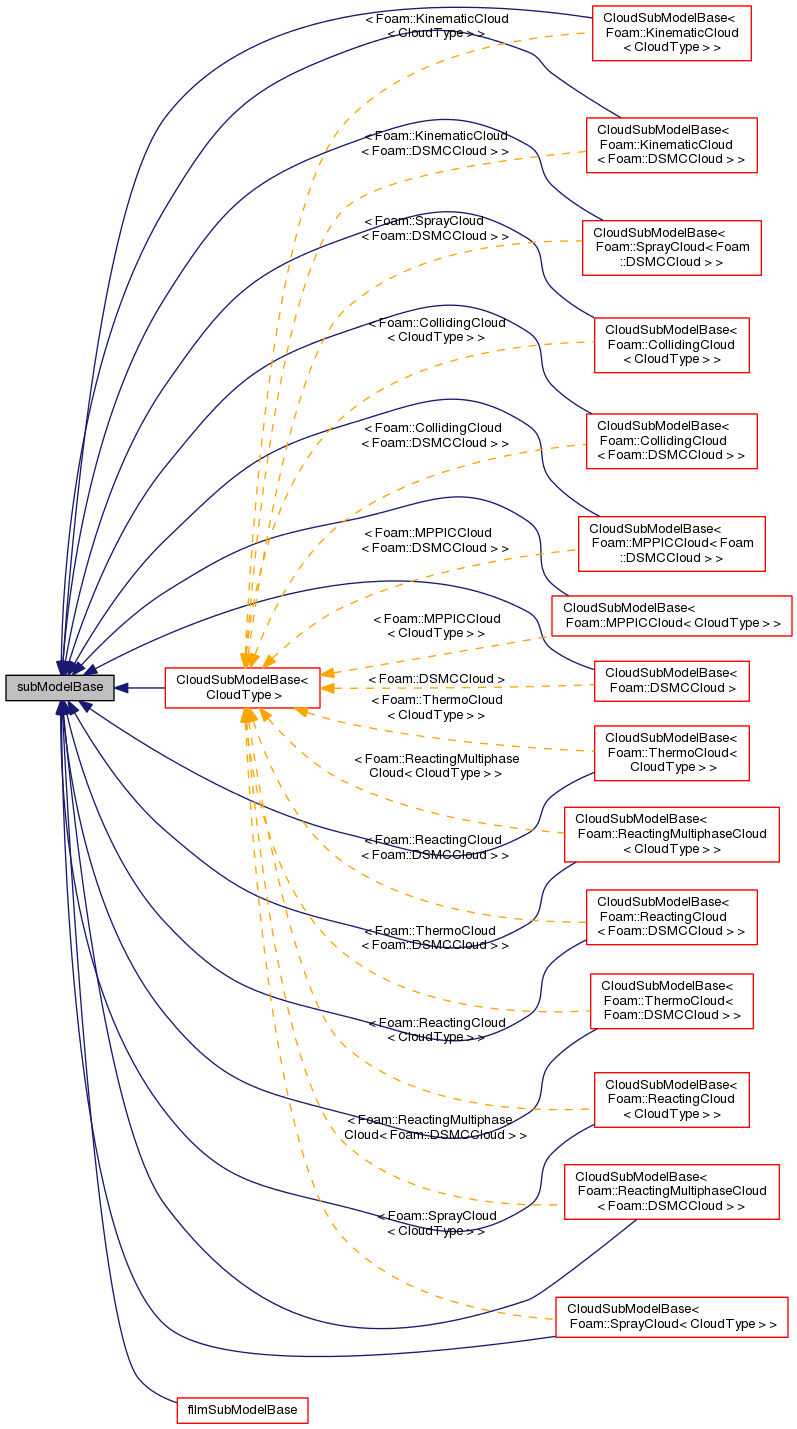 < Foam::KinematicCloud
< CloudType > >
CloudSubModelBase<
Foam::KinematicCloud
< CloudType > >
< Foam::KinematicCloud
< Foam::DSMCCloud > >
CloudSubModelBase<
Foam::KinematicCloud
< Foam::DSMCCloud > >
< Foam::SprayCloud
< Foam::DSMCCloud > >
CloudSubModelBase<
Foam::SprayCloud< Foam
::DSMCCloud > >
< Foam::CollidingCloud
< CloudType > >
CloudSubModelBase<
Foam::CollidingCloud
< CloudType > >
< Foam::CollidingCloud
< Foam::DSMCCloud > >
CloudSubModelBase<
Foam::CollidingCloud
< Foam::DSMCCloud > >
< Foam::MPPICCloud
< Foam::DSMCCloud > >
CloudSubModelBase<
Foam::MPPICCloud< Foam
::DSMCCloud > >
< Foam::MPPICCloud
< CloudType > >
CloudSubModelBase<
Foam::MPPICCloud< CloudType > >
subModelBase
CloudSubModelBase<
CloudType >
< Foam::DSMCCloud >
CloudSubModelBase<
Foam::DSMCCloud >
< Foam::ThermoCloud
< CloudType > >
CloudSubModelBase<
Foam::ThermoCloud<
CloudType > >
< Foam::ReactingMultiphase
Cloud< CloudType > >
CloudSubModelBase<
Foam::ReactingMultiphaseCloud
< CloudType > >
< Foam::ReactingCloud
< Foam::DSMCCloud > >
CloudSubModelBase<
Foam::ReactingCloud
< Foam::DSMCCloud > >
< Foam::ThermoCloud
< Foam::DSMCCloud > >
CloudSubModelBase<
Foam::ThermoCloud<
Foam::DSMCCloud > >
< Foam::ReactingCloud
< CloudType > >
CloudSubModelBase<
Foam::ReactingCloud
< CloudType > >
< Foam::ReactingMultiphase
Cloud< Foam::DSMCCloud > >
CloudSubModelBase<
Foam::ReactingMultiphaseCloud
< Foam::DSMCCloud > >
< Foam::SprayCloud
< CloudType > >
CloudSubModelBase<
Foam::SprayCloud< CloudType > >
filmSubModelBase